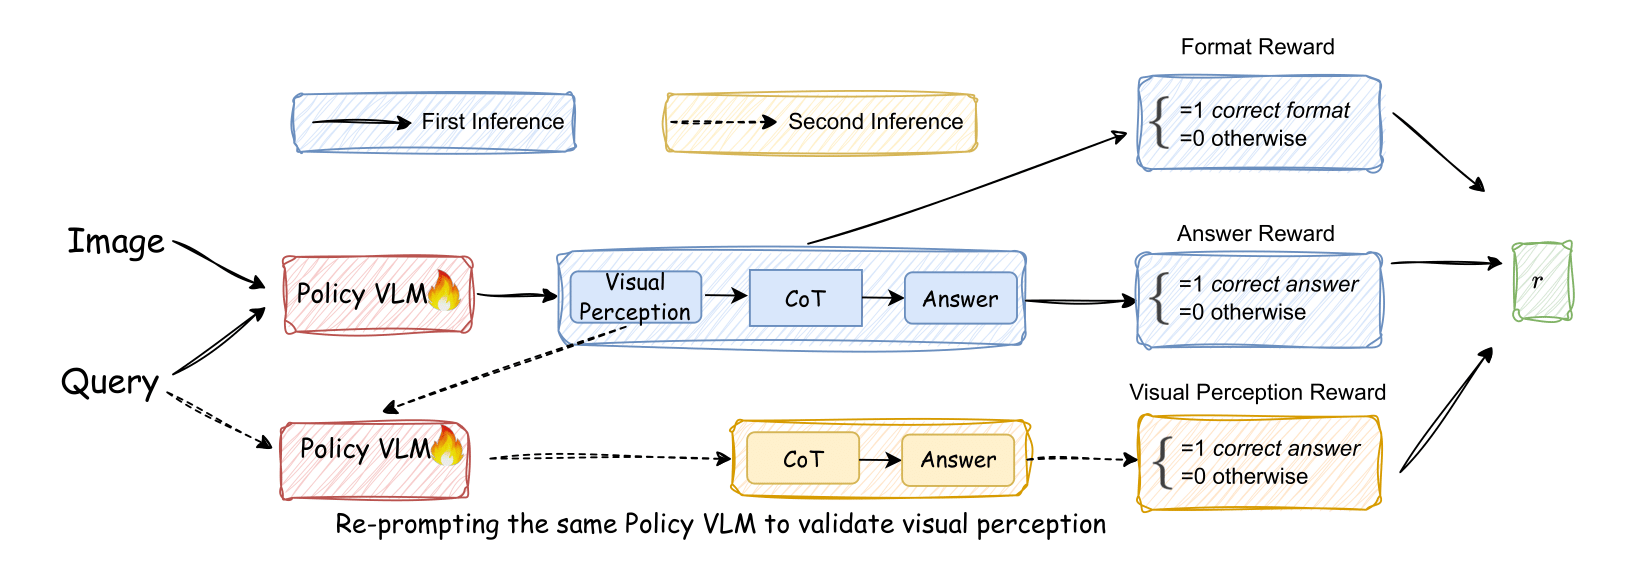 Format Reward
=1 correct format
=0 otherwise
First Inference
Second Inference
Image
Query
Policy VLM
Visual
Perception
CoT
Answer
Answer Reward
=1 correct answer
=0 otherwise
r
Policy VLM
CoT
Answer
Visual Perception Reward
=1 correct answer
=0 otherwise
Re-prompting the same Policy VLM to validate visual perception